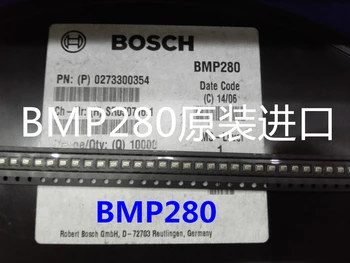 BOSCH
BMP280
PN: (P) 0273300354
Date Code
(C) 14/06
BMP280原装进口
(Q) 10000
1
BMP280
Robert Bosch GmbH, D - 72763 Reutlingen, Germany